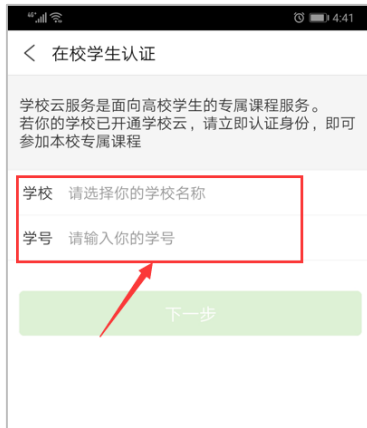 4:41
在校学生认证
学校云服务是面向高校学生的专属课程服务。
若你的学校已开通学校云，请立即认证身份，即可
参加本校专属课程
学校 请选择你的学校名称
学号 请输入你的学号
下一步